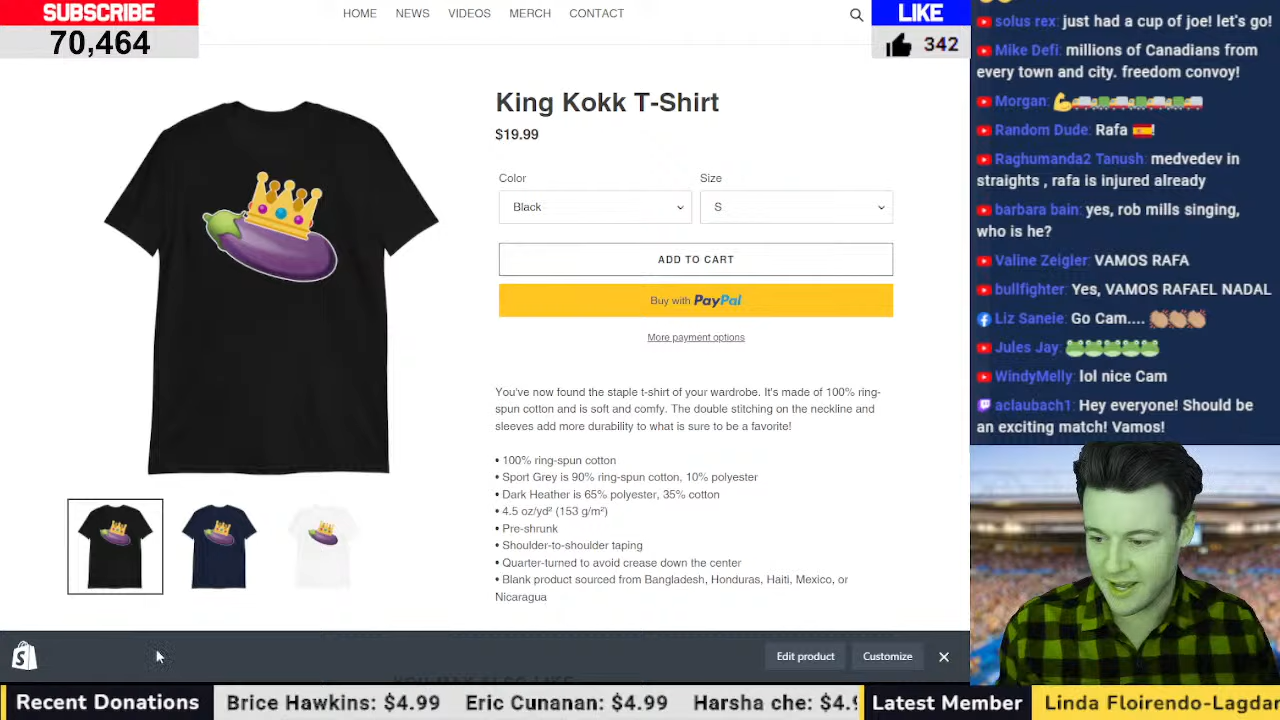 SUBSCRIBE
70,464
HOME NEWS VIDEOS MERCH CONTACT
LIKE
342
King Kokk T-Shirt
$19.99
Color Size
Black S
ADD TO CART
Buy with PayPal
More payment options
You've now found the staple t-shirt of your wardrobe. It's made of 100% ring-
spun cotton and is soft and comfy. The double stitching on the neckline and
sleeves add more durability to what is sure to be a favorite!
• 100% ring-spun cotton
• Sport Grey is 90% ring-spun cotton, 10% polyester
• Dark Heather is 65% polyester, 35% cotton
• 4.5 oz/yd² (153 g/m²)
• Pre-shrunk
• Shoulder-to-shoulder taping
• Quarter-turned to avoid crease down the center
• Blank product sourced from Bangladesh, Honduras, Haiti, Mexico, or
Nicaragua
Edit product Customize
solus rex: just had a cup of joe! let's go!
Mike Defi: millions of Canadians from
every town and city. freedom convoy!
Morgan:
Random Dude: Rafa 🇪🇸!
Raghumanda2 Tanush: medvedev in
straights , rafa is injured already
barbara bain: yes, rob mills singing,
who is he?
Valine Zeigler: VAMOS RAFA
bullfighter: Yes, VAMOS RAFAEL NADAL
Liz Saneie: Go Cam....
Jules Jay:
WindyMelly: lol nice Cam
aclaubach1: Hey everyone! Should be
an exciting match! Vamos!
Recent Donations Brice Hawkins: $4.99 Eric Cunanan: $4.99 Harsha che: $4.9 Latest Member Linda Floirendo-Lagdar